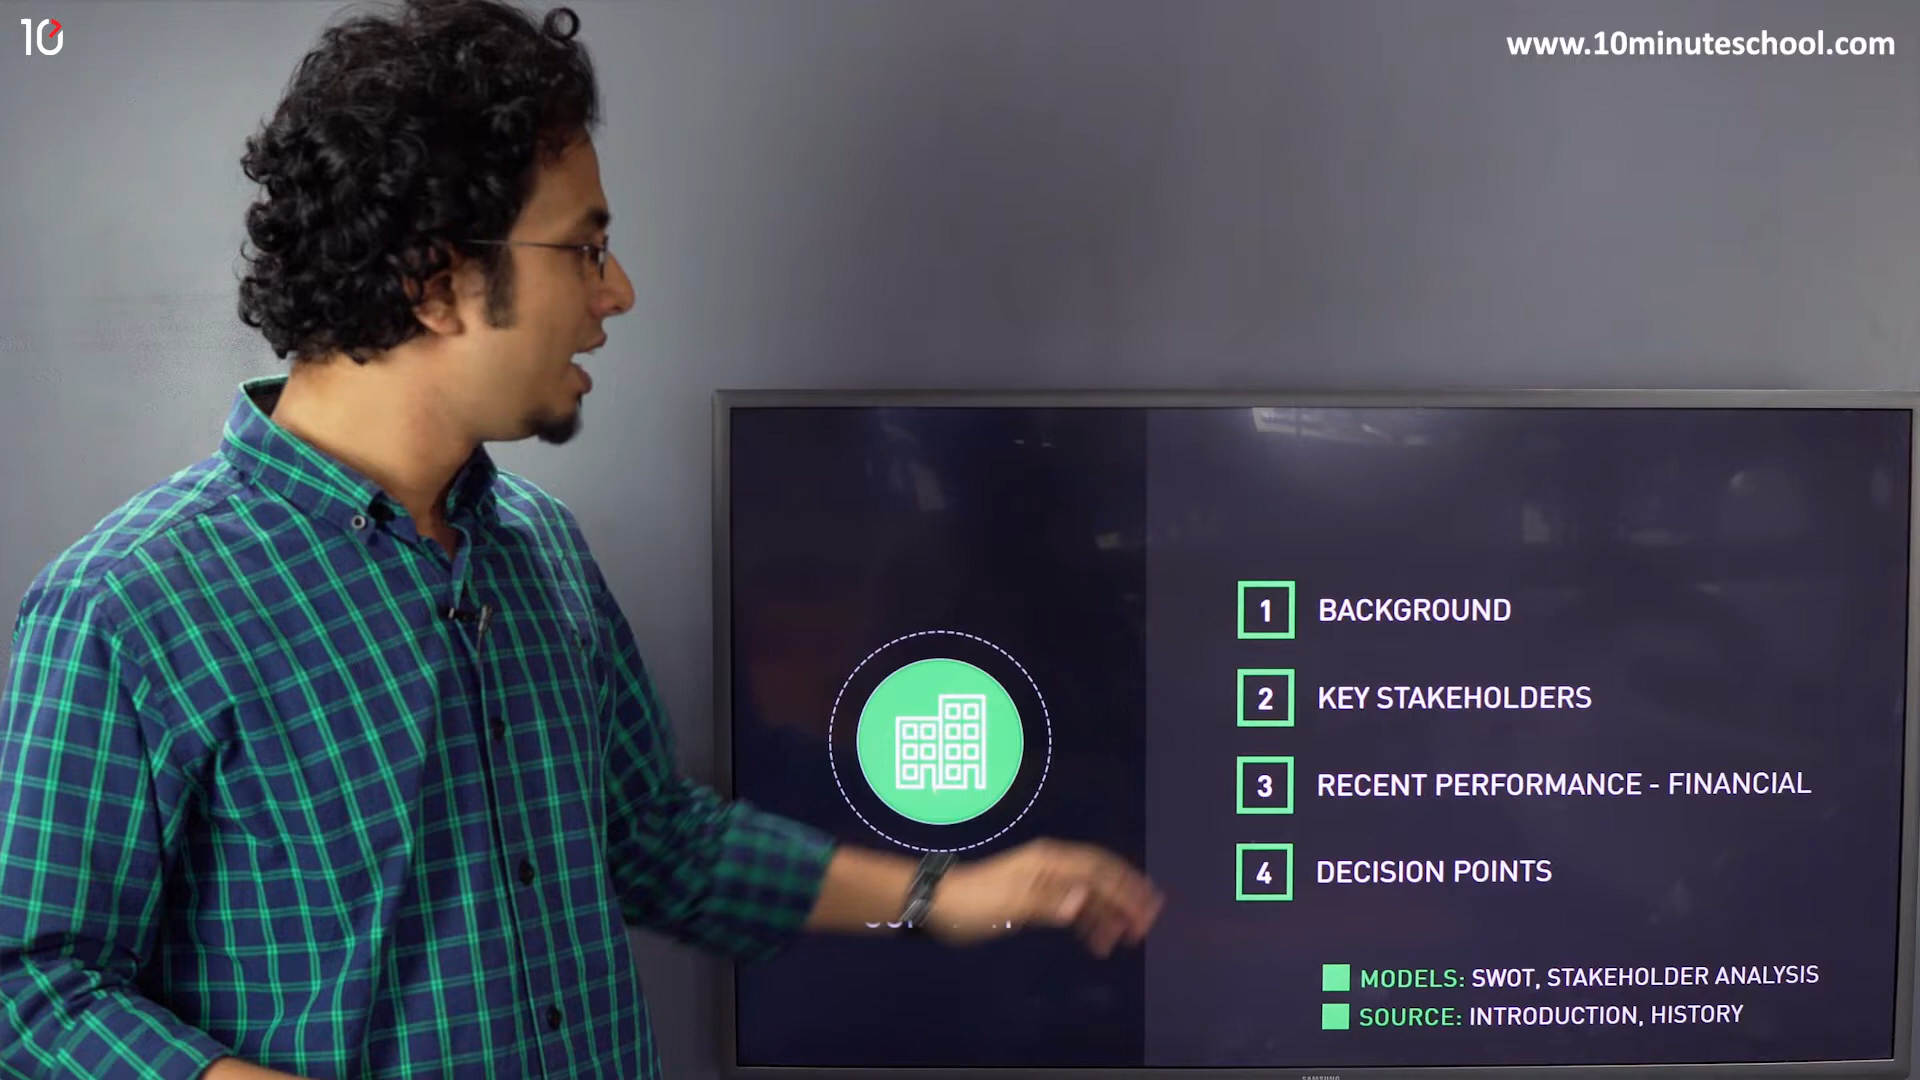 10
www.10minuteschool.com
1 BACKGROUND
2 KEY STAKEHOLDERS
3 RECENT PERFORMANCE - FINANCIAL
4 DECISION POINTS
MODELS: SWOT, STAKEHOLDER ANALYSIS
SOURCE: INTRODUCTION, HISTORY
SAMSUNG